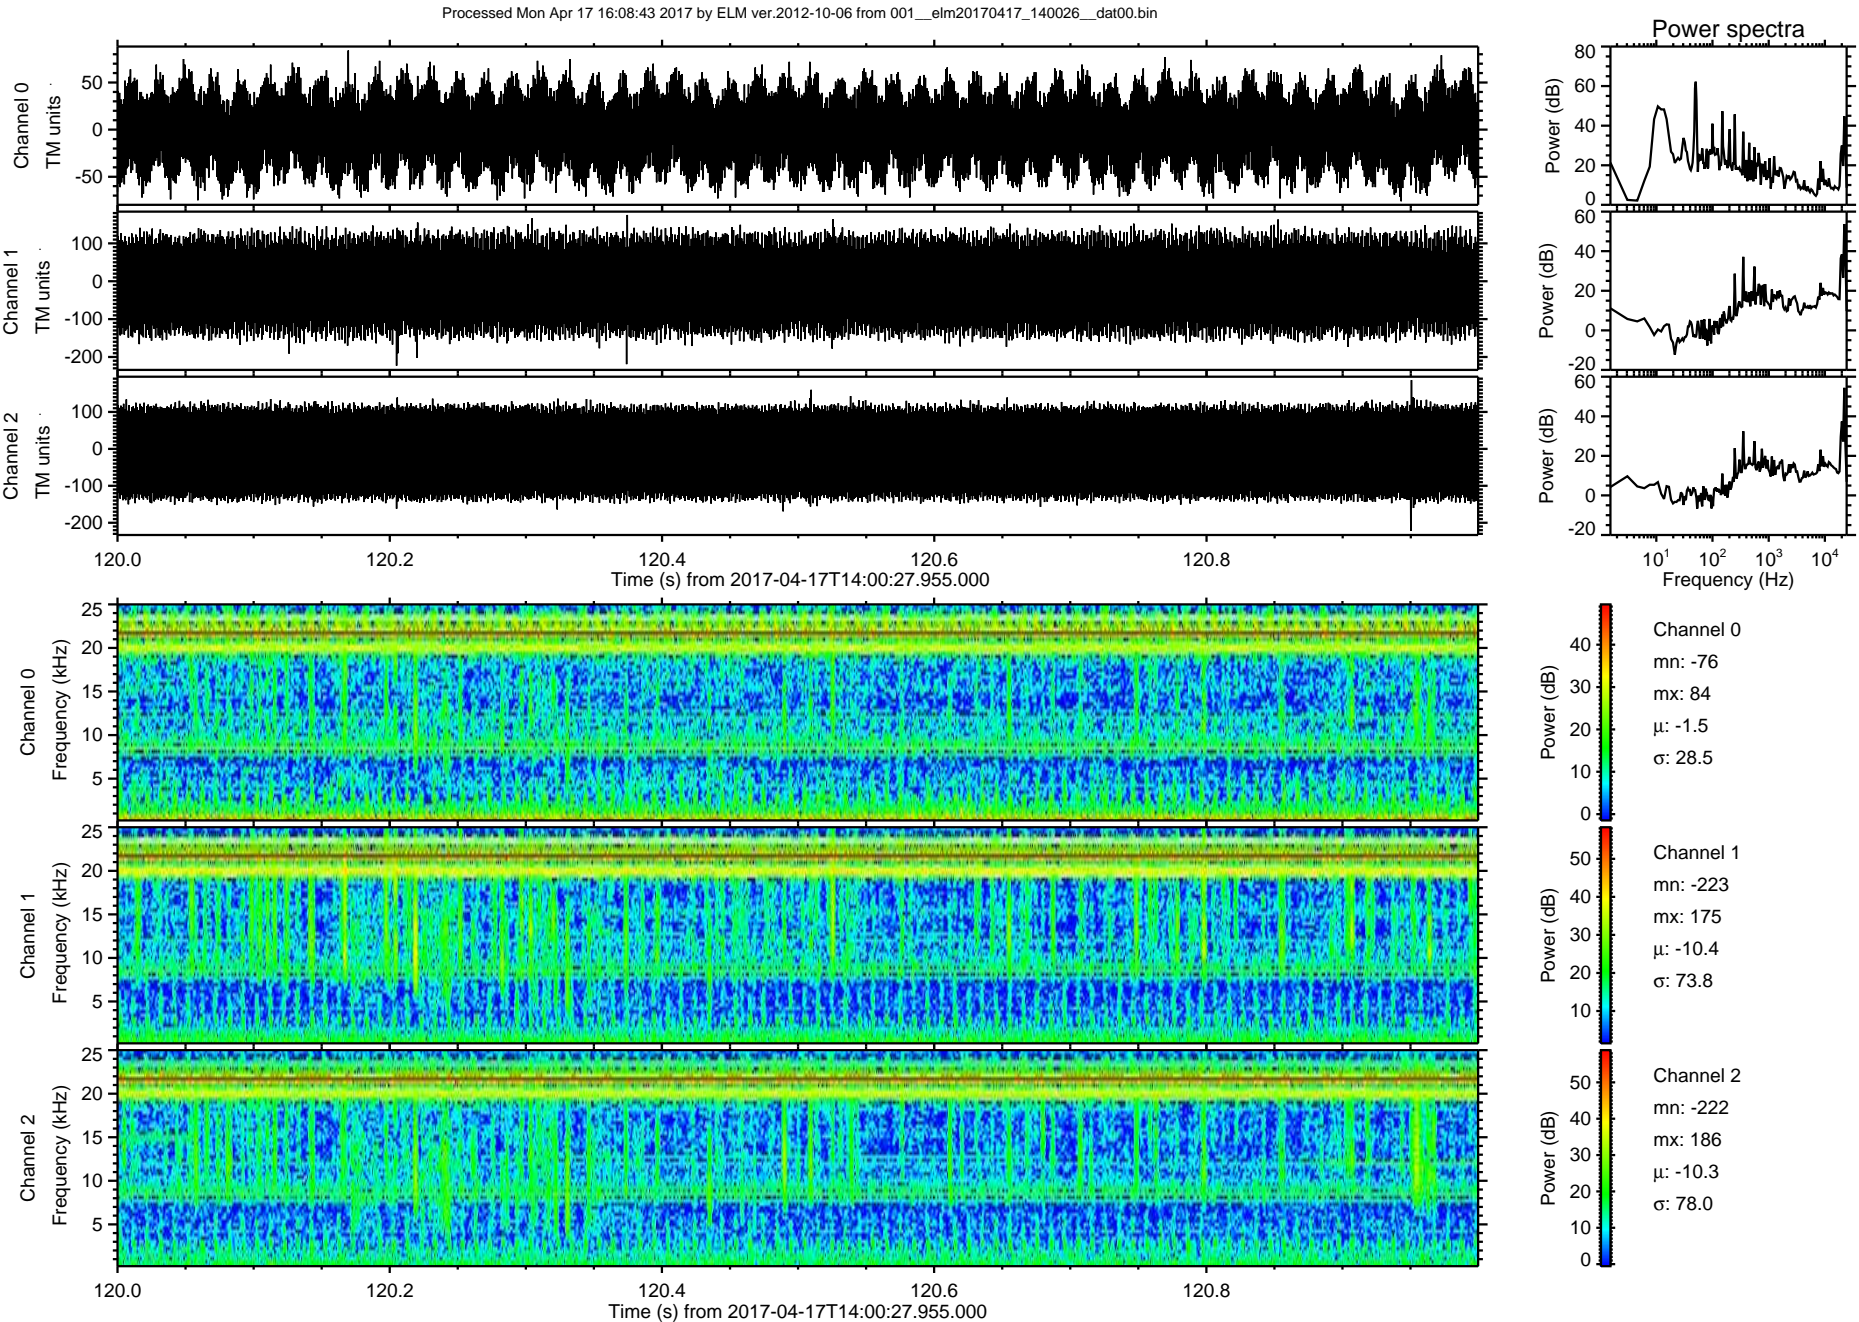 Processed Mon Apr 17 16:08:43 2017 by ELM ver.2012-10-06 from 001__elm20170417_140026__dat00.bin
Power spectra
Channel 0
TM units
50
0
-50
Power (dB)
80
60
40
20
0
Channel 1
TM units
100
0
-100
-200
Power (dB)
60
40
20
0
-20
Channel 2
TM units
100
0
-100
-200
Power (dB)
60
40
20
0
-20
120.0 120.2 120.4 120.6 120.8
Time (s) from 2017-04-17T14:00:27.955.000
10^1 10^2 10^3 10^4
Frequency (Hz)
Channel 0
Frequency (kHz)
25
20
15
10
5
Power (dB)
40
30
20
10
0
Channel 0
mn: -76
mx: 84
μ: -1.5
σ: 28.5
Channel 1
Frequency (kHz)
25
20
15
10
5
Power (dB)
50
40
30
20
10
Channel 1
mn: -223
mx: 175
μ: -10.4
σ: 73.8
Channel 2
Frequency (kHz)
25
20
15
10
5
Power (dB)
50
40
30
20
10
0
Channel 2
mn: -222
mx: 186
μ: -10.3
σ: 78.0
120.0 120.2 120.4 120.6 120.8
Time (s) from 2017-04-17T14:00:27.955.000